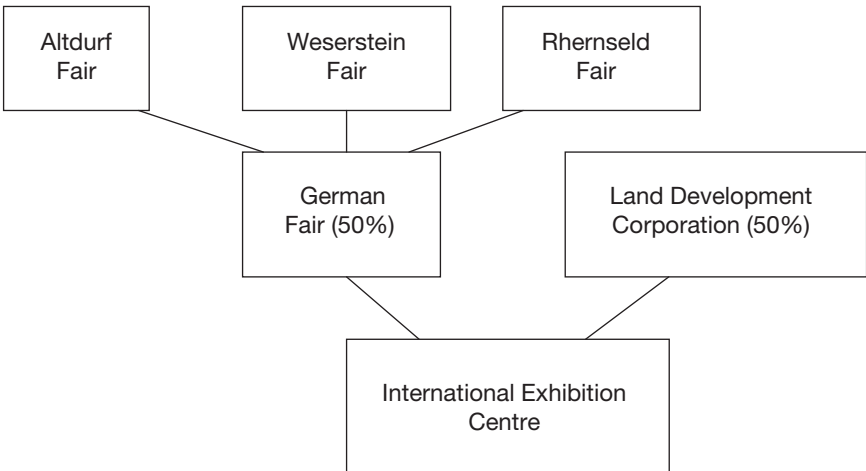 Altdurf
Fair
Weserstein
Fair
Rhernseld
Fair
German
Fair (50%)
Land Development
Corporation (50%)
International Exhibition
Centre